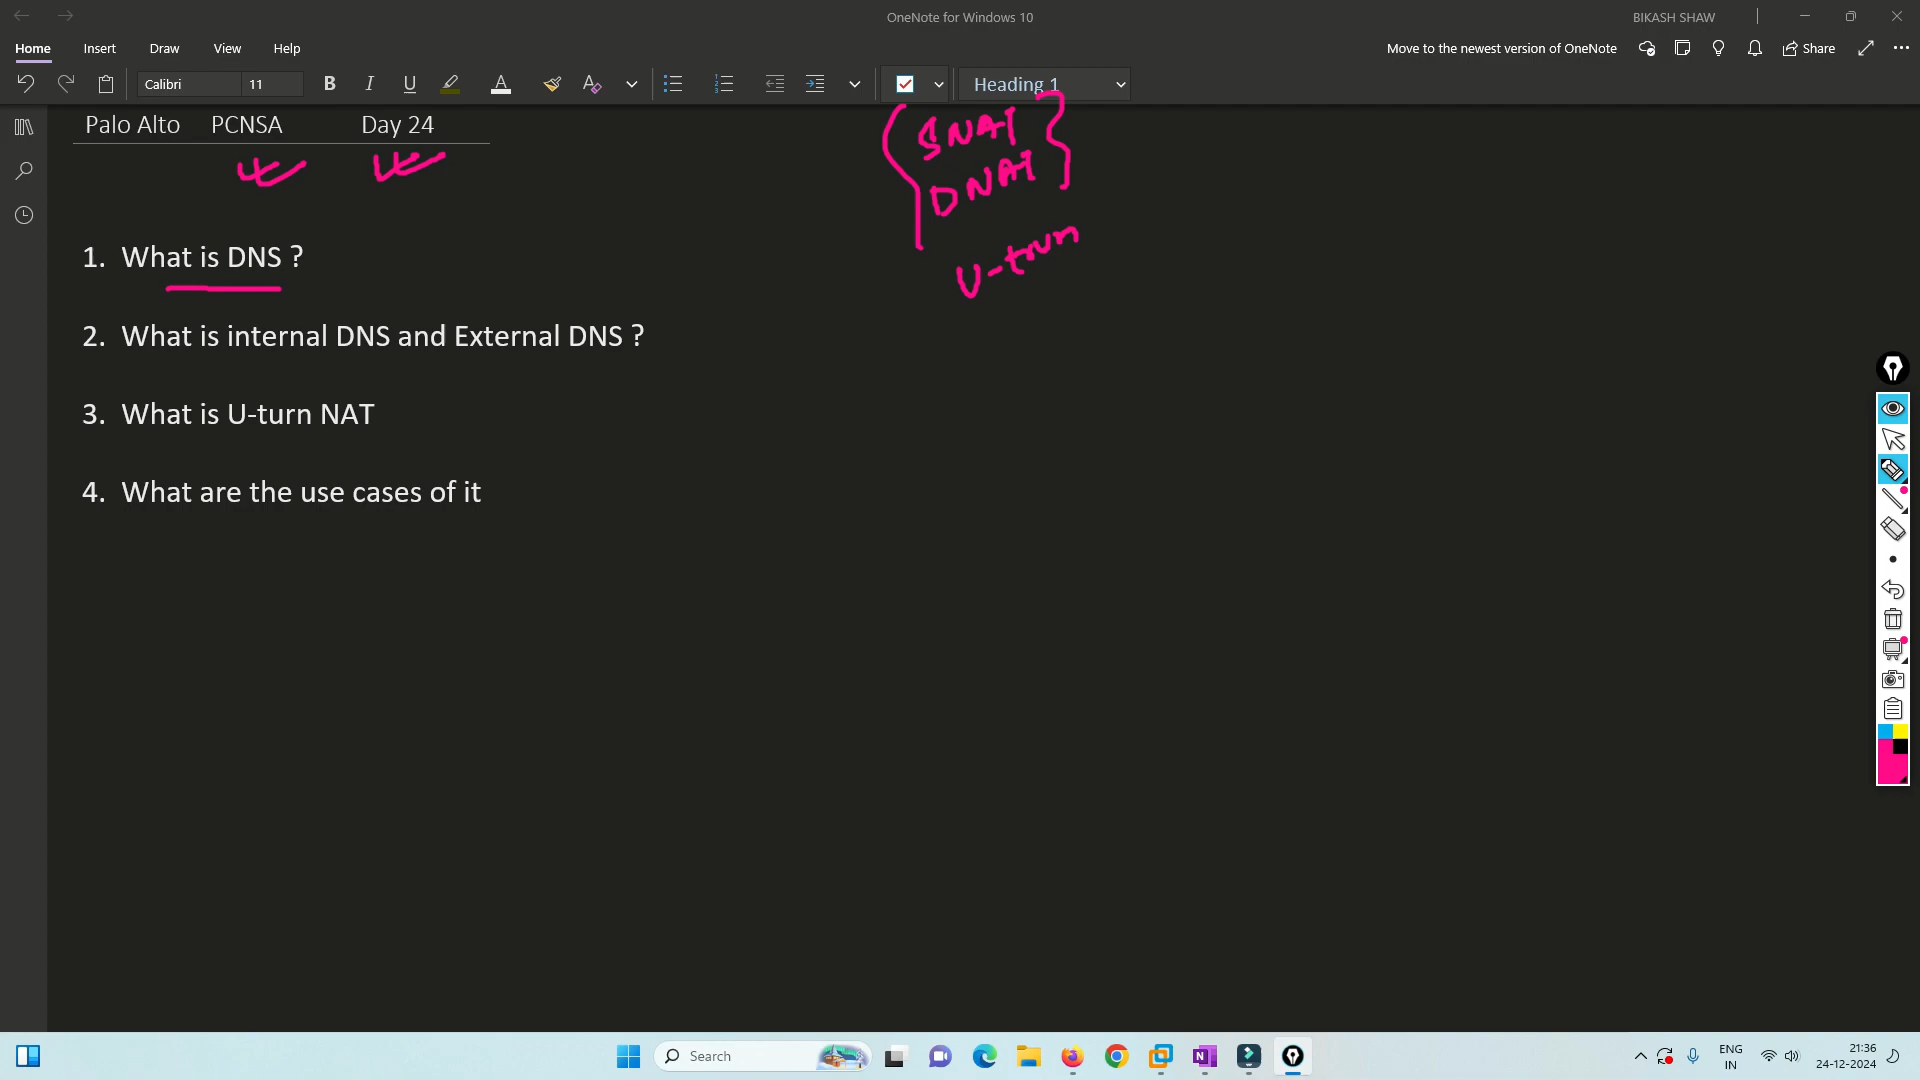 OneNote for Windows 10
BIKASH SHAW
Home Insert Draw View Help
Move to the newest version of OneNote
Share
Calibri 11 B I U A A Heading 1
Palo Alto PCNSA Day 24
SNAT
DNAT
U-turn
1. What is DNS ?
2. What is internal DNS and External DNS ?
3. What is U-turn NAT
4. What are the use cases of it
Search
ENG
IN
21:36
24-12-2024